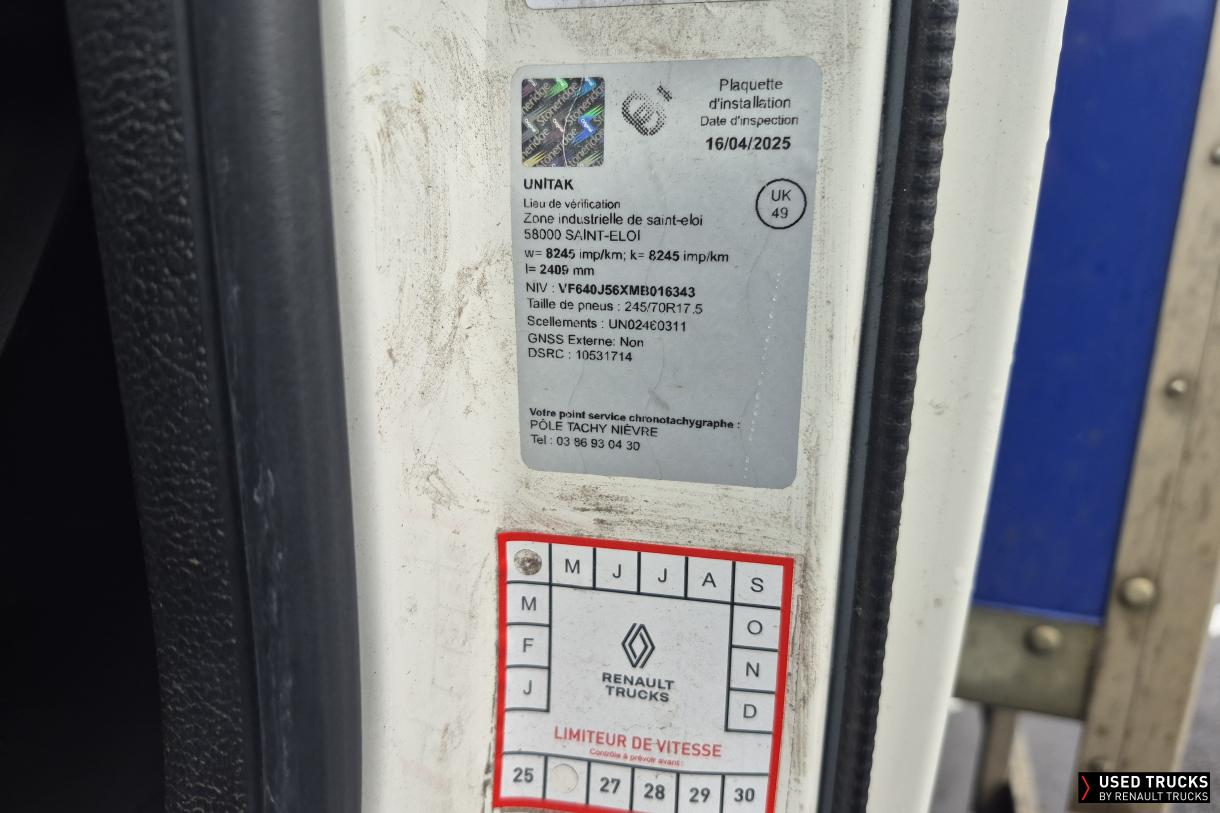 Stoneridge
Plaquette
d'installation
Date d'inspection
16/04/2025
UNITAK
UK
49
Lieu de vérification
Zone industrielle de saint-eloi
58000 SAINT-ELOI
w= 8245 imp/km; k= 8245 imp/km
l= 2409 mm
NIV : VF640J56XMB016343
Taille de pneus : 245/70R17.5
Scellements : UN02460311
GNSS Externe: Non
DSRC : 10531714
Votre point service chronotachygraphe :
PÔLE TACHY NIÈVRE
Tel : 03 86 93 04 30
M J J A S
M
F
J
O
N
D
RENAULT
TRUCKS
LIMITEUR DE VITESSE
Contrôle à prévoir avant :
25 27 28 29 30
USED TRUCKS
BY RENAULT TRUCKS